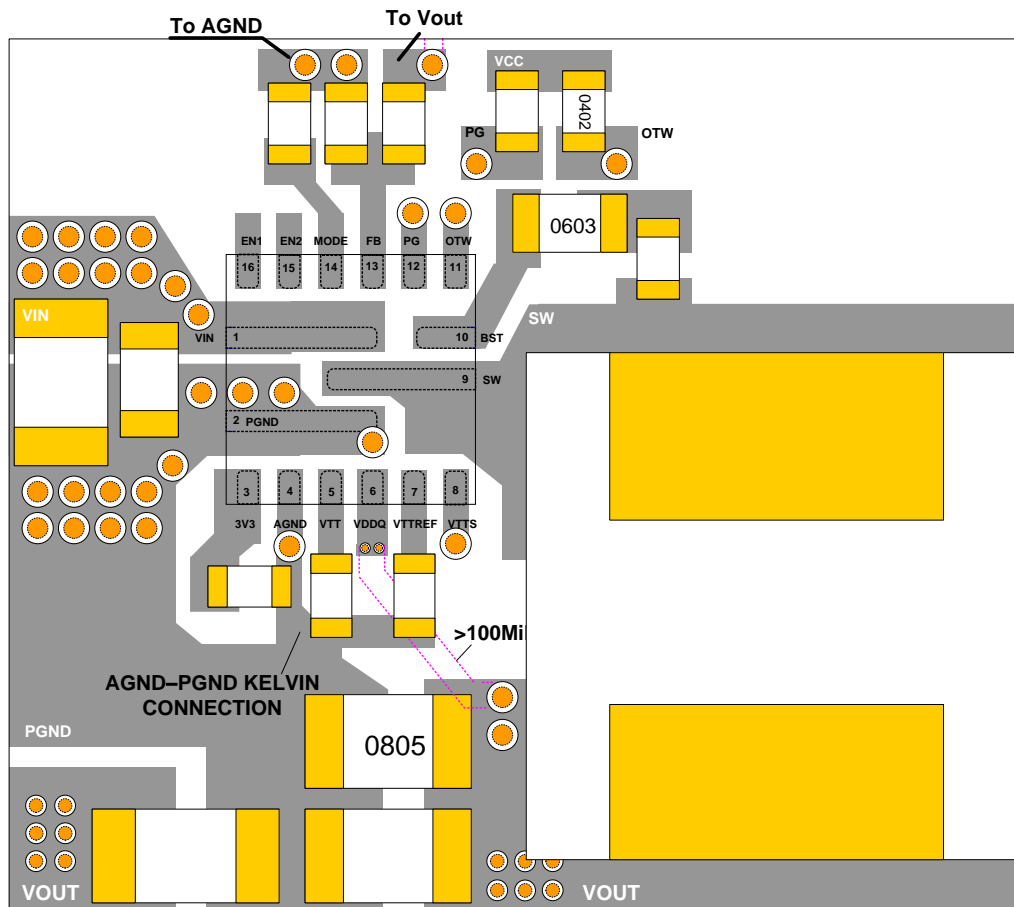 To AGND
To Vout
VCC
0402
PG
OTW
0603
EN1 EN2 MODE FB PG OTW
16 15 14 13 12 11
VIN
SW
VIN 1
10 BST
9 SW
2 PGND
3 4 5 6 7 8
3V3 AGND VTT VDDQ VTTREF VTTS
>100Mil
AGND–PGND KELVIN
CONNECTION
PGND
0805
VOUT
VOUT